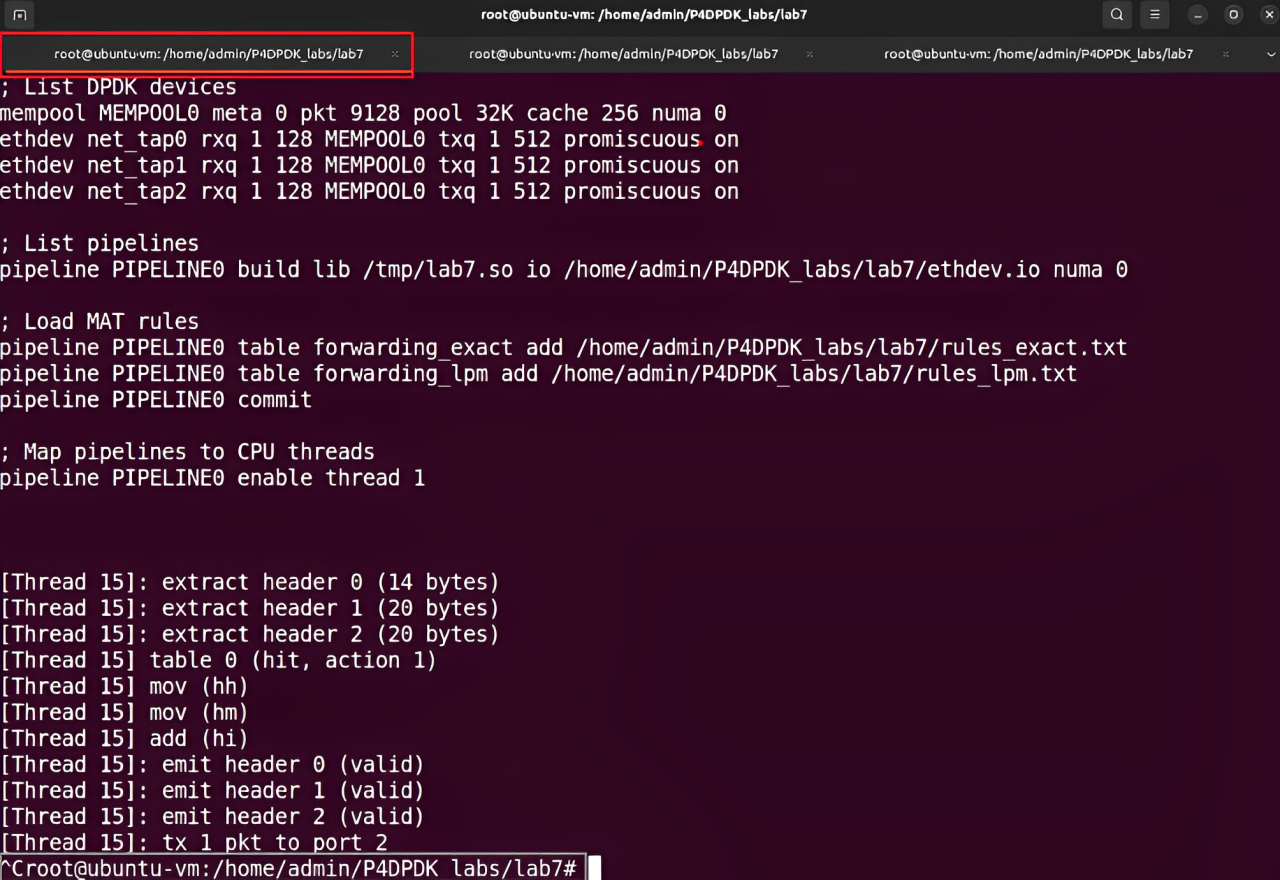 root@ubuntu-vm: /home/admin/P4DPDK_labs/lab7
root@ubuntu-vm: /home/admin/P4DPDK_labs/lab7
root@ubuntu-vm: /home/admin/P4DPDK_labs/lab7
root@ubuntu-vm: /home/admin/P4DPDK_labs/lab7
; List DPDK devices
mempool MEMPOOL0 meta 0 pkt 9128 pool 32K cache 256 numa 0
ethdev net_tap0 rxq 1 128 MEMPOOL0 txq 1 512 promiscuous on
ethdev net_tap1 rxq 1 128 MEMPOOL0 txq 1 512 promiscuous on
ethdev net_tap2 rxq 1 128 MEMPOOL0 txq 1 512 promiscuous on
; List pipelines
pipeline PIPELINE0 build lib /tmp/lab7.so io /home/admin/P4DPDK_labs/lab7/ethdev.io numa 0
; Load MAT rules
pipeline PIPELINE0 table forwarding_exact add /home/admin/P4DPDK_labs/lab7/rules_exact.txt
pipeline PIPELINE0 table forwarding_lpm add /home/admin/P4DPDK_labs/lab7/rules_lpm.txt
pipeline PIPELINE0 commit
; Map pipelines to CPU threads
pipeline PIPELINE0 enable thread 1
[Thread 15]: extract header 0 (14 bytes)
[Thread 15]: extract header 1 (20 bytes)
[Thread 15]: extract header 2 (20 bytes)
[Thread 15] table 0 (hit, action 1)
[Thread 15] mov (hh)
[Thread 15] mov (hm)
[Thread 15] add (hi)
[Thread 15]: emit header 0 (valid)
[Thread 15]: emit header 1 (valid)
[Thread 15]: emit header 2 (valid)
[Thread 15]: tx 1 pkt to port 2
^Croot@ubuntu-vm:/home/admin/P4DPDK_labs/lab7#